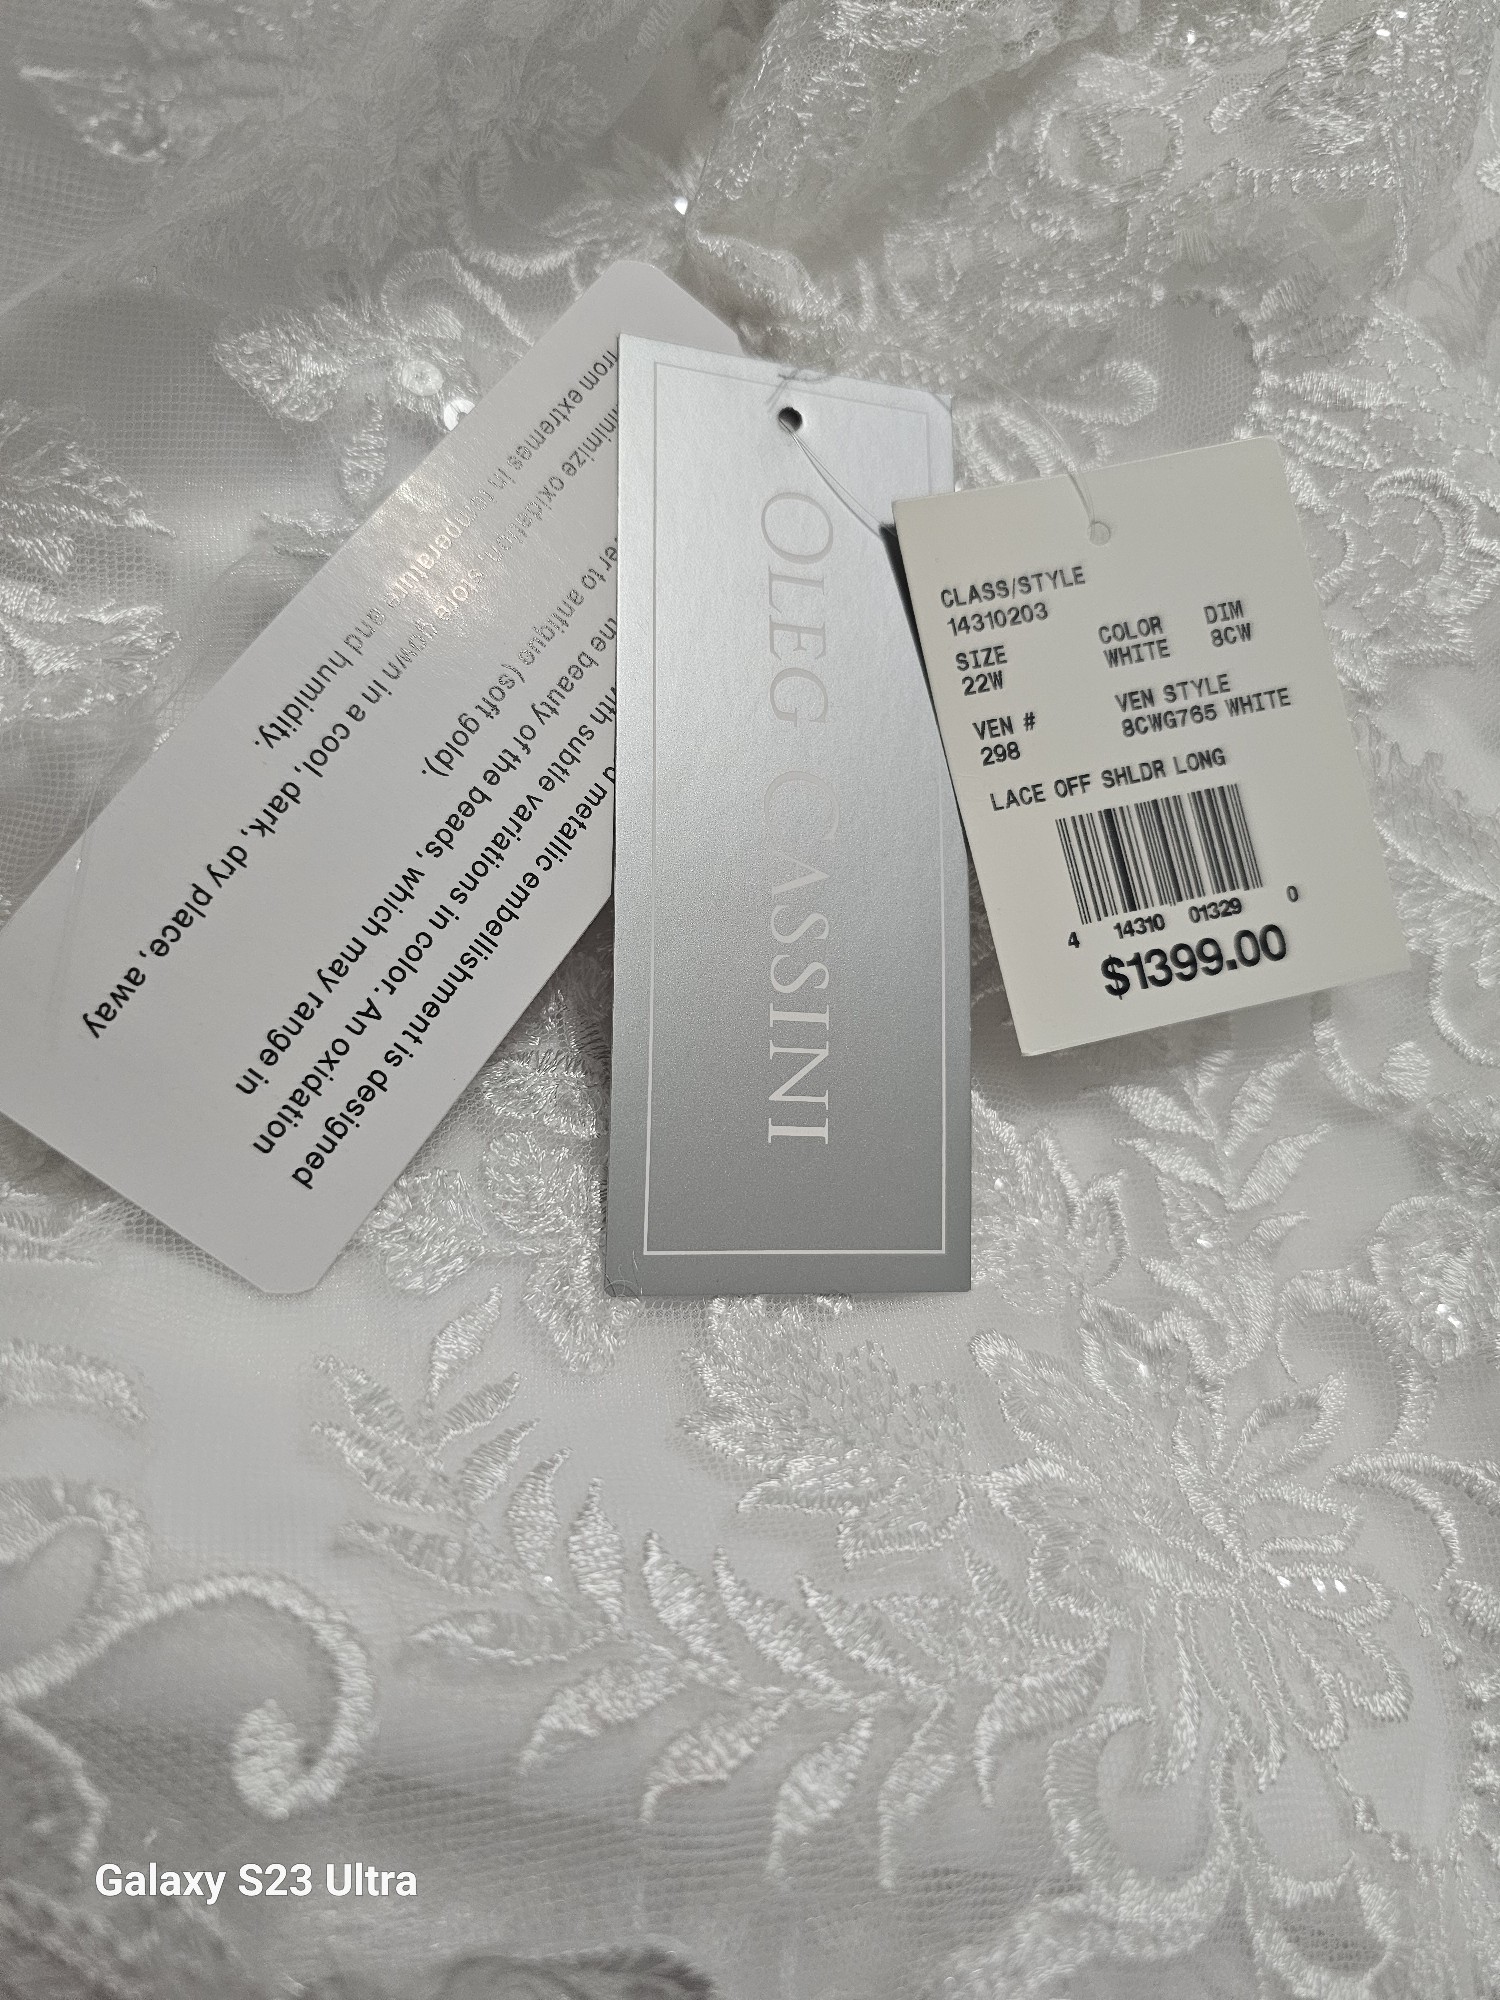 d metallic embellishment is designed
ith subtle variations in color. An oxidation
he beauty of the beads, which may range in
er to antique (soft gold).
inimize oxidation, store gown in a cool, dark, dry place, away
from extremes in temperature and humidity.
OLEG CASSINI
CLASS/STYLE
14310203
SIZE COLOR DIM
22W WHITE 8CW
VEN # VEN STYLE
298 8CWG765 WHITE
LACE OFF SHLDR LONG
4 14310 01329 0
$1399.00
Galaxy S23 Ultra